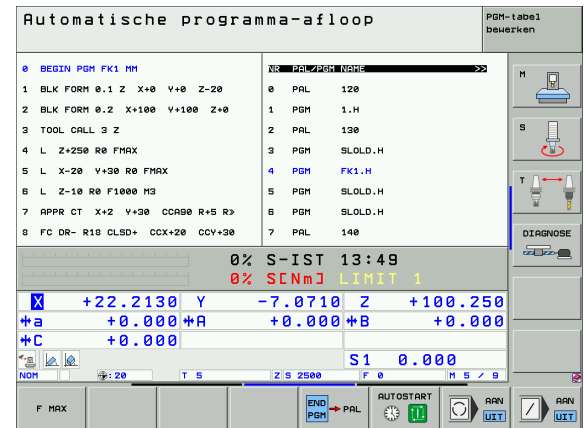 Automatische programma-afloop
PGM-tabel
bewerken
0 BEGIN PGM FK1 MM
1 BLK FORM 0.1 Z X+0 Y+0 Z-20
2 BLK FORM 0.2 X+100 Y+100 Z+0
3 TOOL CALL 3 Z
4 L Z+250 R0 FMAX
5 L X-20 Y+30 R0 FMAX
6 L Z-10 R0 F1000 M3
7 APPR CT X+2 Y+30 CCA90 R+5 R»
8 FC DR- R18 CLSD+ CCX+20 CCY+30
NR PAL/PGM NAME >>
0 PAL 120
1 PGM 1.H
2 PAL 130
3 PGM SLOLD.H
4 PGM FK1.H
5 PGM SLOLD.H
6 PGM SLOLD.H
7 PAL 140
M
S
T
DIAGNOSE
0% S-IST 13:49
0% S[Nm] LIMIT 1
X +22.2130 Y -7.0710 Z +100.250
a +0.000 A +0.000 B +0.000
C +0.000
S1 0.000
NOM :20 T 5 Z S 2500 F 0 M 5 / 9
F MAX
END PGM → PAL
AUTOSTART
AAN
UIT
AAN
UIT